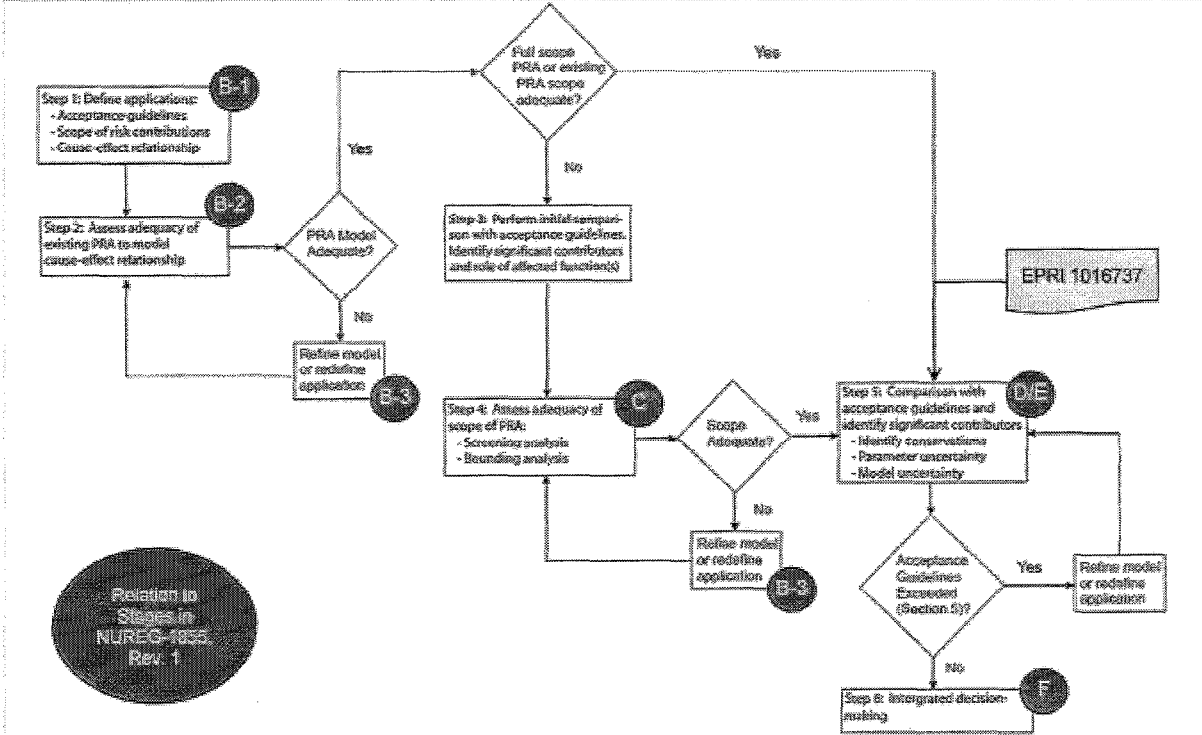 B-1
Step 1: Define applications:
- Acceptance guidelines
- Scope of risk contributions
- Cause-effect relationship
B-2
Step 2: Assess adequacy of
existing PRA to model
cause-effect relationship
PRA Model
Adequate?
Yes
No
Refine model
or redefine
application
B-3
Full scope
PRA or existing
PRA scope
adequate?
Yes
No
Step 3: Perform initial compari-
son with acceptance guidelines.
Identify significant contributors
and role of affected function(s)
C
Step 4: Assess adequacy of
scope of PRA:
- Screening analysis
- Bounding analysis
Scope
Adequate?
Yes
No
Refine model
or redefine
application
B-3
EPRI 1016737
D/E
Step 5: Comparison with
acceptance guidelines and
identify significant contributors
- Identify conservatisms
- Parameter uncertainty
- Model uncertainty
Acceptance
Guidelines
Exceeded
(Section 5)?
Yes
Refine model
or redefine
application
No
F
Step 6: Intergrated decision-
making
Relation to
Stages in
NUREG-1855
Rev. 1